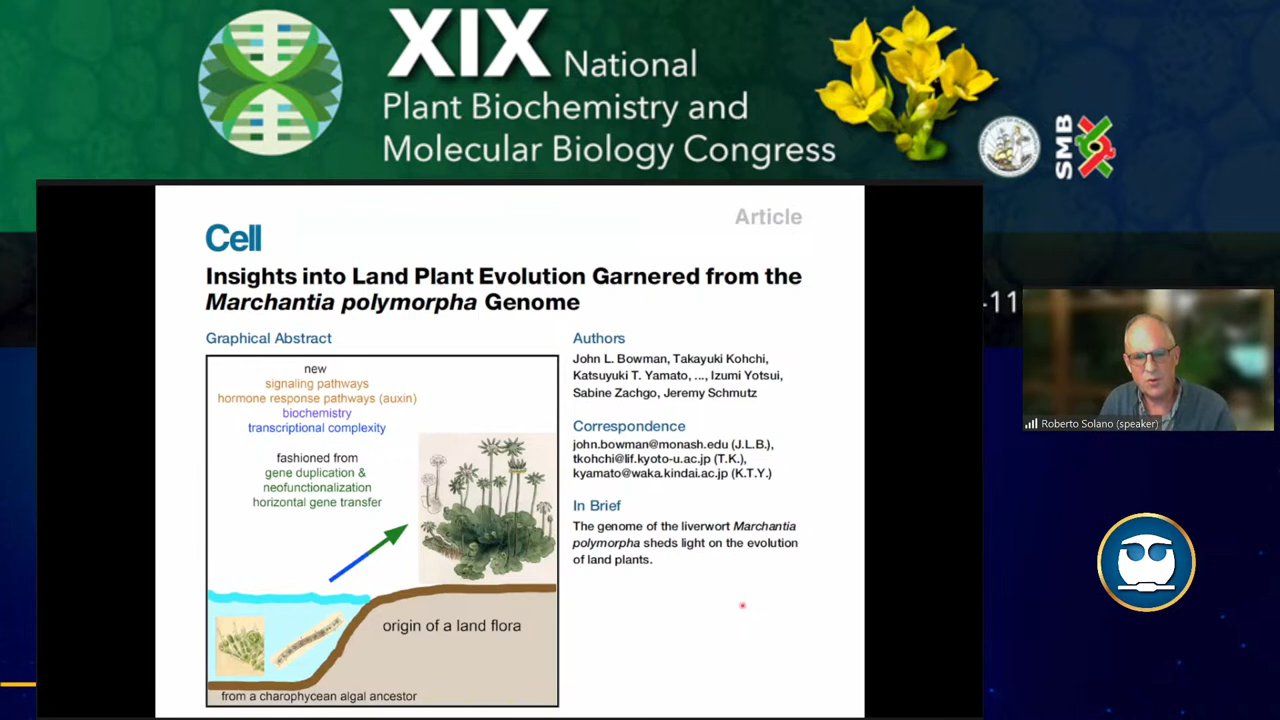 XIX National
Plant Biochemistry and
Molecular Biology Congress
SMB
Article
Cell
Insights into Land Plant Evolution Garnered from the
Marchantia polymorpha Genome
Graphical Abstract
new
signaling pathways
hormone response pathways (auxin)
biochemistry
transcriptional complexity
fashioned from
gene duplication &
neofunctionalization
horizontal gene transfer
origin of a land flora
from a charophycean algal ancestor
Authors
John L. Bowman, Takayuki Kohchi,
Katsuyuki T. Yamato, ..., Izumi Yotsui,
Sabine Zachgo, Jeremy Schmutz
Correspondence
john.bowman@monash.edu (J.L.B.),
tkohchi@lif.kyoto-u.ac.jp (T.K.),
kyamato@waka.kindai.ac.jp (K.T.Y.)
In Brief
The genome of the liverwort Marchantia
polymorpha sheds light on the evolution
of land plants.
-11
Roberto Solano (speaker)